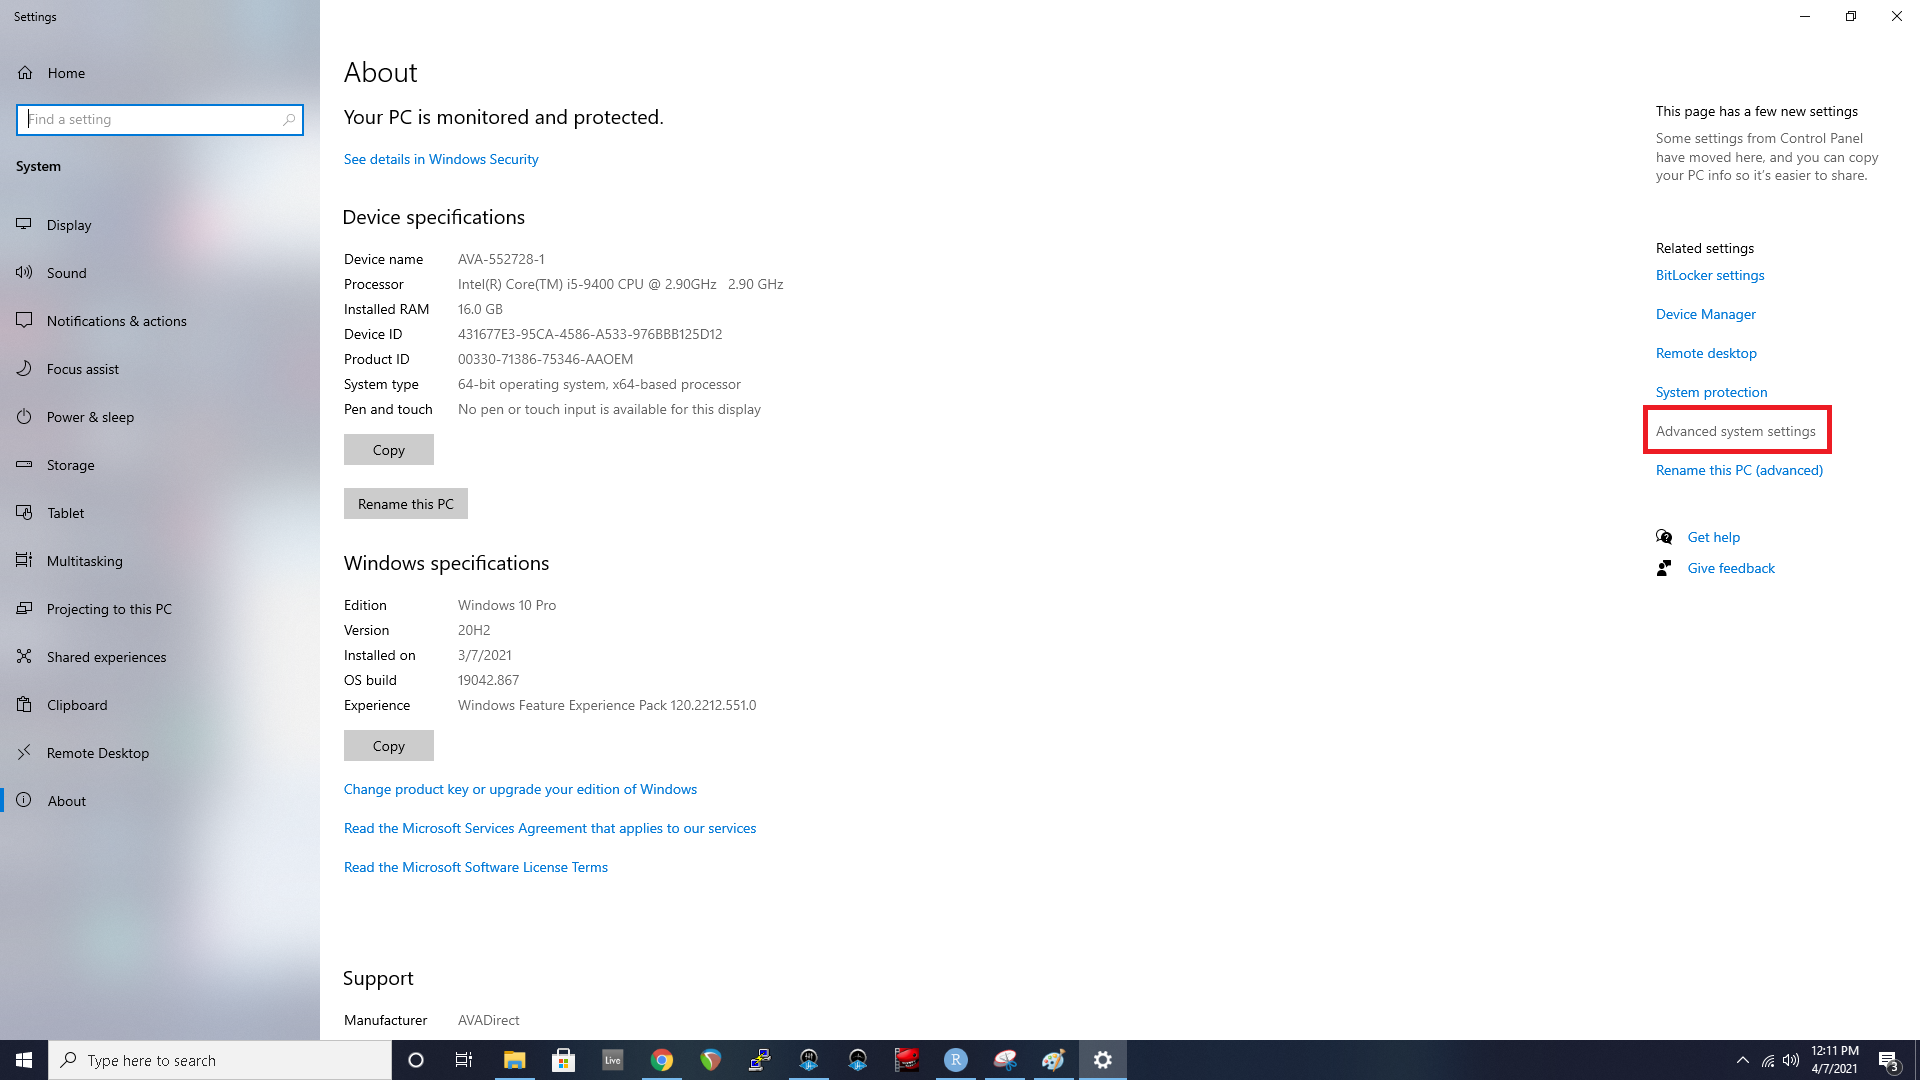 Settings
Home
Find a setting
System
Display
Sound
Notifications & actions
Focus assist
Power & sleep
Storage
Tablet
Multitasking
Projecting to this PC
Shared experiences
Clipboard
Remote Desktop
About
About
Your PC is monitored and protected.
See details in Windows Security
Device specifications
Device name AVA-552728-1
Processor Intel(R) Core(TM) i5-9400 CPU @ 2.90GHz 2.90 GHz
Installed RAM 16.0 GB
Device ID 431677E3-95CA-4586-A533-976BBB125D12
Product ID 00330-71386-75346-AAOEM
System type 64-bit operating system, x64-based processor
Pen and touch No pen or touch input is available for this display
Copy
Rename this PC
Windows specifications
Edition Windows 10 Pro
Version 20H2
Installed on 3/7/2021
OS build 19042.867
Experience Windows Feature Experience Pack 120.2212.551.0
Copy
Change product key or upgrade your edition of Windows
Read the Microsoft Services Agreement that applies to our services
Read the Microsoft Software License Terms
Support
Manufacturer AVADirect
This page has a few new settings
Some settings from Control Panel
have moved here, and you can copy
your PC info so it's easier to share.
Related settings
BitLocker settings
Device Manager
Remote desktop
System protection
Advanced system settings
Rename this PC (advanced)
Get help
Give feedback
Type here to search
Live
R
12:11 PM
4/7/2021
3